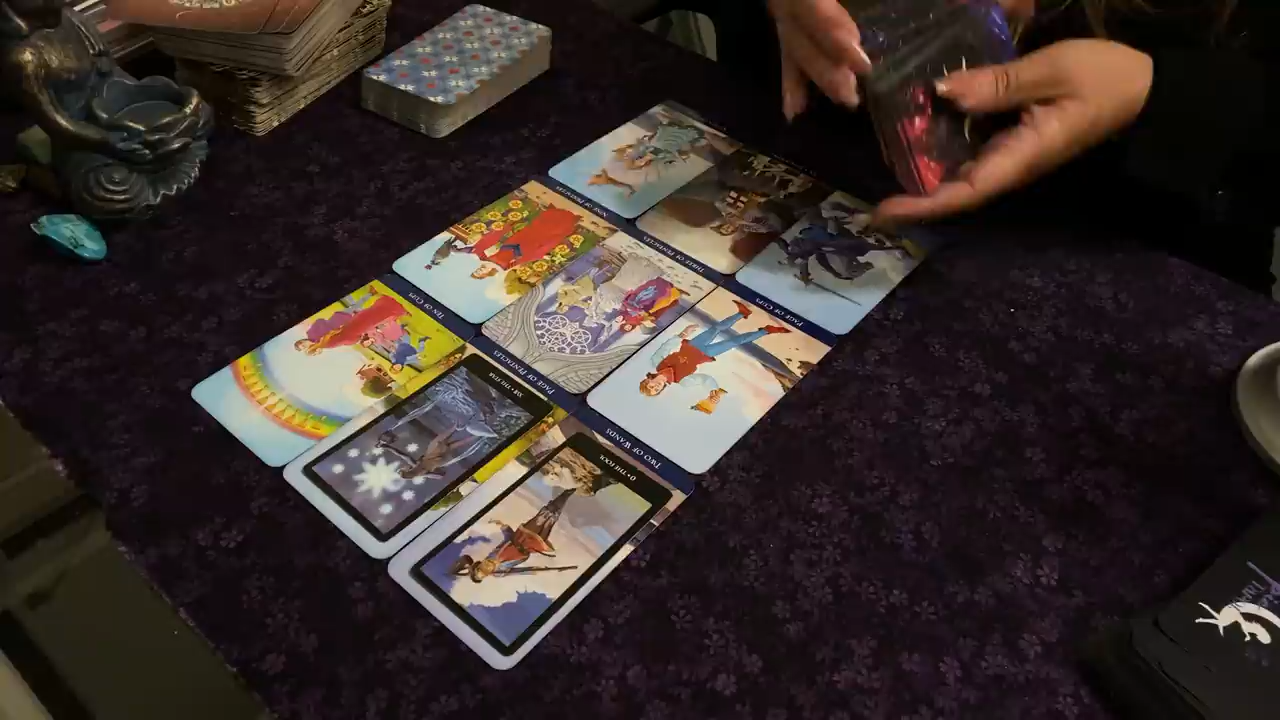 NINE OF PENTACLES
THREE OF PENTACLES
PAGE OF CUPS
TEN OF CUPS
PAGE OF PENTACLES
TWO OF WANDS
XVII • THE STAR
0 • THE FOOL